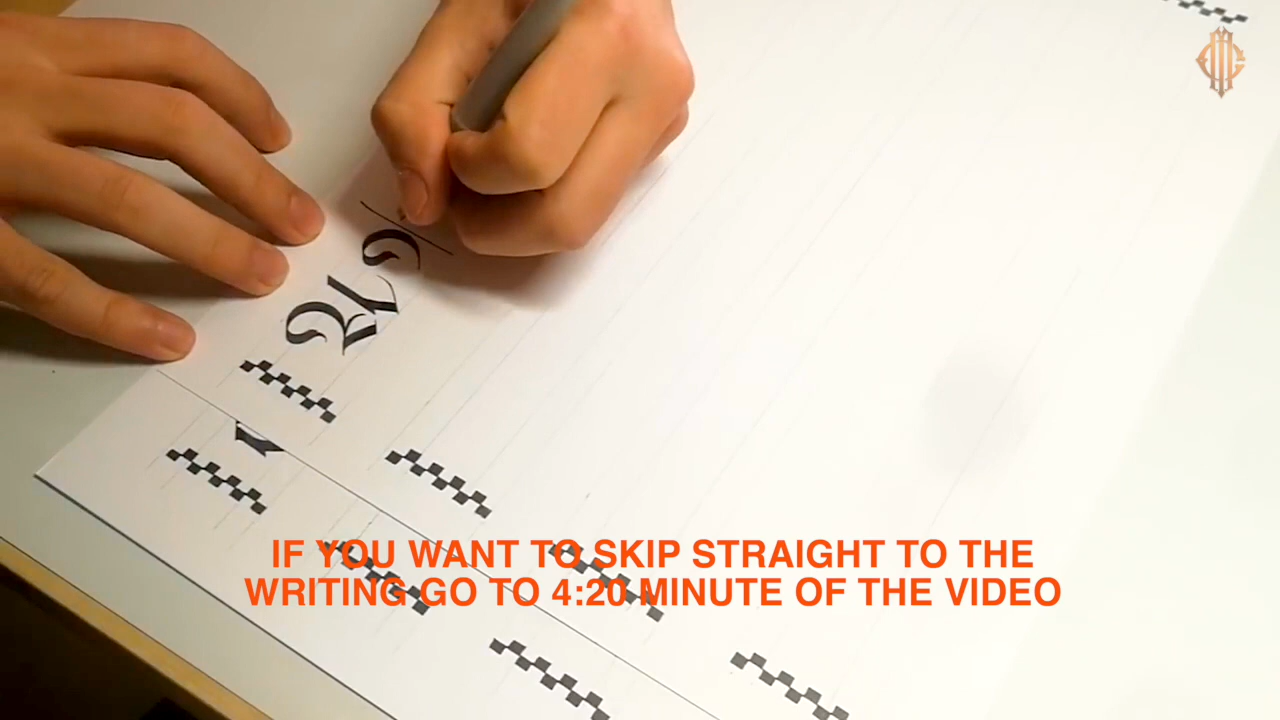 IF YOU WANT TO SKIP STRAIGHT TO THE
WRITING GO TO 4:20 MINUTE OF THE VIDEO